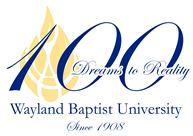 100
Dreams to Reality
Wayland Baptist University
Since 1908